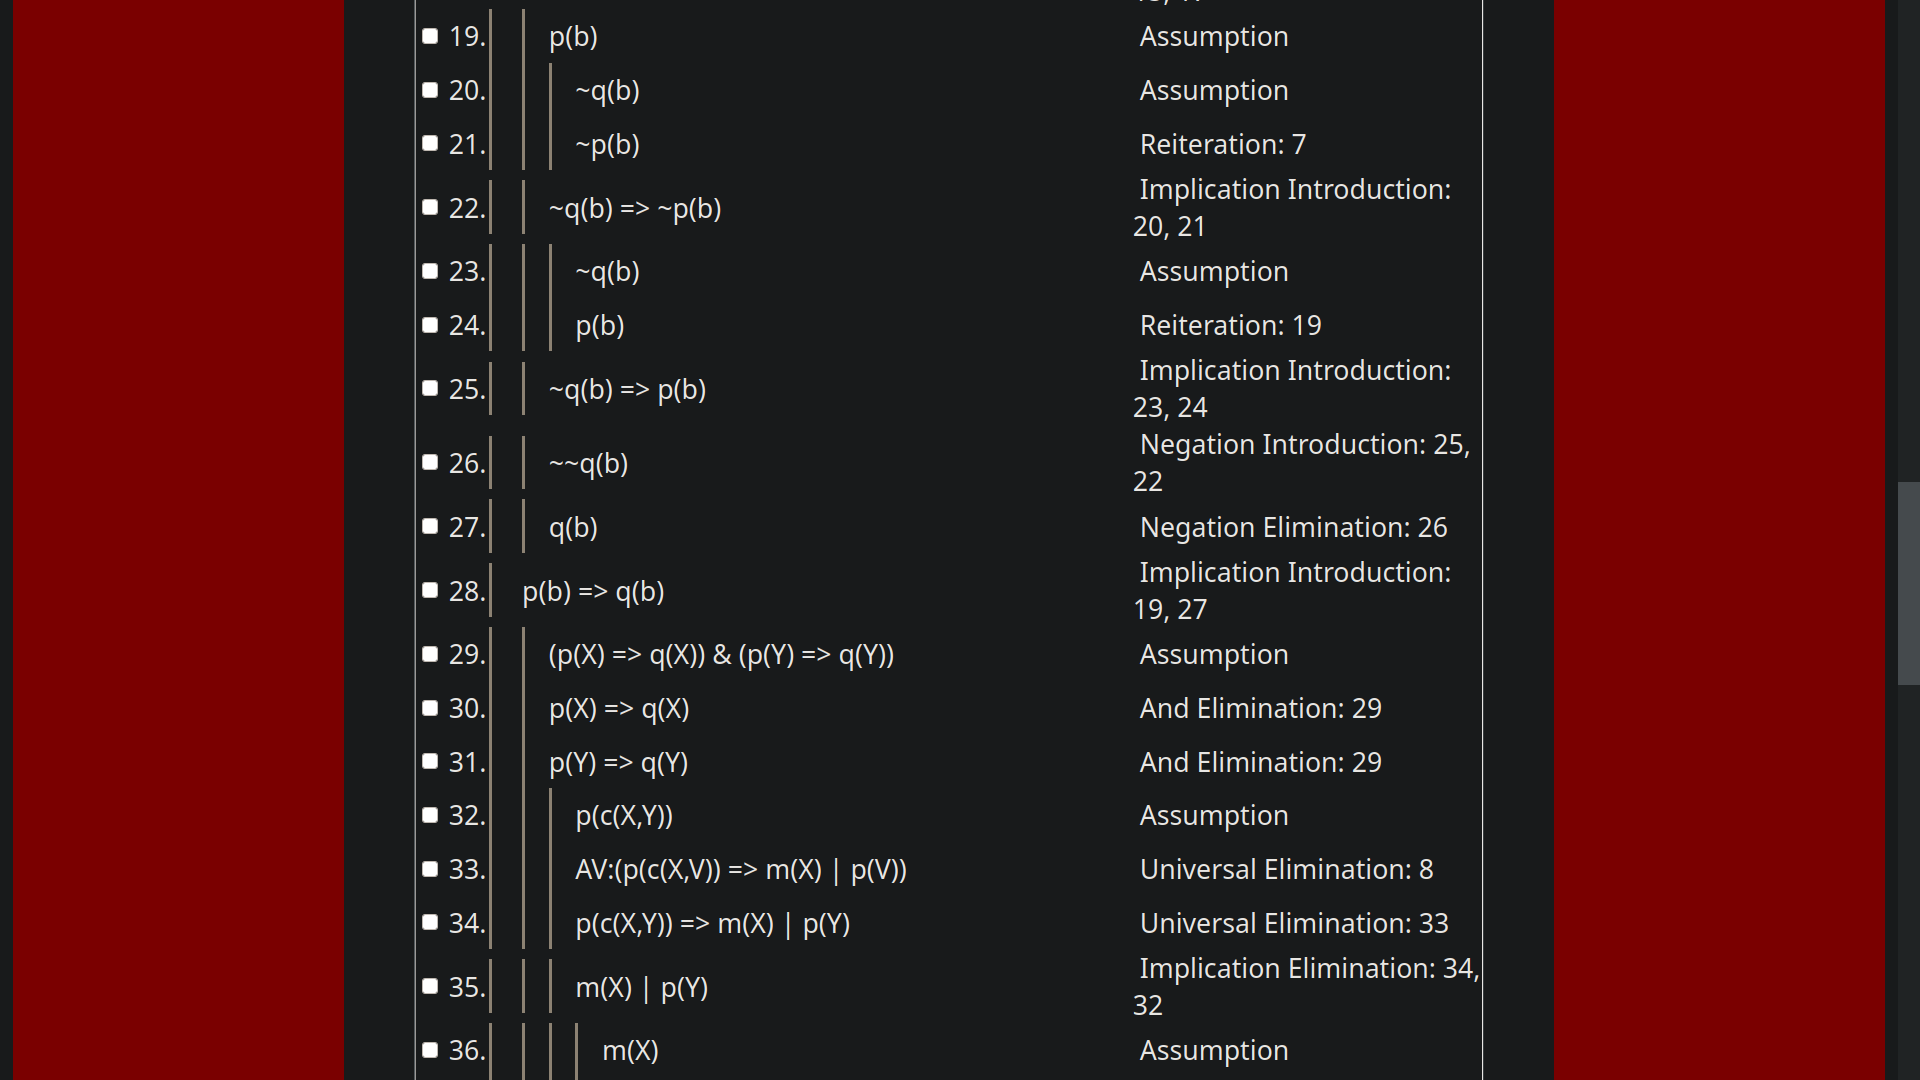 19. p(b) Assumption
20. ~q(b) Assumption
21. ~p(b) Reiteration: 7
22. ~q(b) => ~p(b) Implication Introduction:
20, 21
23. ~q(b) Assumption
24. p(b) Reiteration: 19
25. ~q(b) => p(b) Implication Introduction:
23, 24
26. ~~q(b) Negation Introduction: 25,
22
27. q(b) Negation Elimination: 26
28. p(b) => q(b) Implication Introduction:
19, 27
29. (p(X) => q(X)) & (p(Y) => q(Y)) Assumption
30. p(X) => q(X) And Elimination: 29
31. p(Y) => q(Y) And Elimination: 29
32. p(c(X,Y)) Assumption
33. AV:(p(c(X,V)) => m(X) | p(V)) Universal Elimination: 8
34. p(c(X,Y)) => m(X) | p(Y) Universal Elimination: 33
35. m(X) | p(Y) Implication Elimination: 34,
32
36. m(X) Assumption